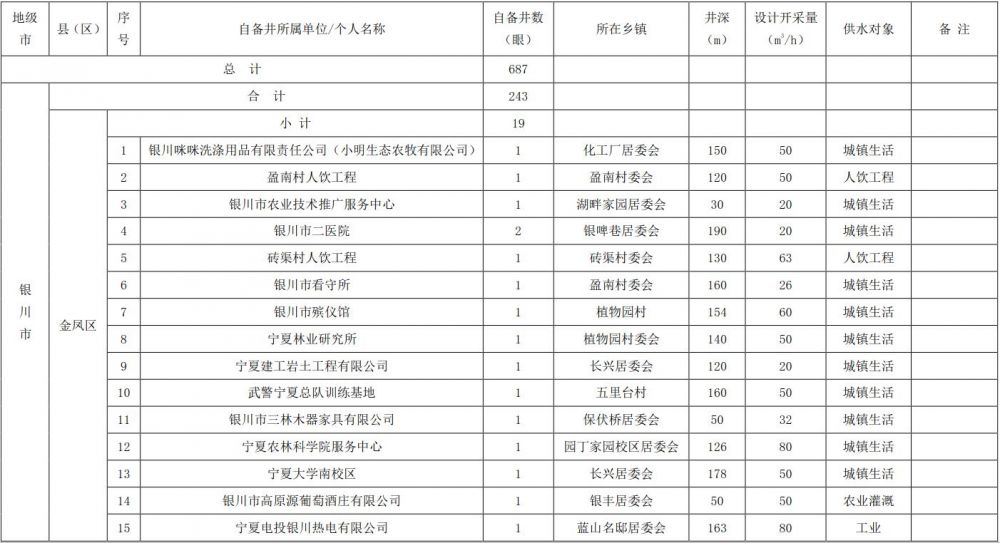 地级市 县（区） 序号 自备井所属单位/个人名称 自备井数（眼） 所在乡镇 井深（m） 设计开采量（m³/h） 供水对象 备 注
总 计 687
银川市 合 计 243
金凤区 小 计 19
1 银川咪咪洗涤用品有限责任公司（小明生态农牧有限公司） 1 化工厂居委会 150 50 城镇生活
2 盈南村人饮工程 1 盈南村委会 120 50 人饮工程
3 银川市农业技术推广服务中心 1 湖畔家园居委会 30 20 城镇生活
4 银川市二医院 2 银啤巷居委会 190 20 城镇生活
5 砖渠村人饮工程 1 砖渠村委会 130 63 人饮工程
6 银川市看守所 1 盈南村委会 160 26 城镇生活
7 银川市殡仪馆 1 植物园村 154 60 城镇生活
8 宁夏林业研究所 1 植物园村委会 140 50 城镇生活
9 宁夏建工岩土工程有限公司 1 长兴居委会 120 20 城镇生活
10 武警宁夏总队训练基地 1 五里台村 160 50 城镇生活
11 银川市三林木器家具有限公司 1 保伏桥居委会 50 32 城镇生活
12 宁夏农林科学院服务中心 1 园丁家园校区居委会 126 80 城镇生活
13 宁夏大学南校区 1 长兴居委会 178 50 城镇生活
14 银川市高原源葡萄酒庄有限公司 1 银丰居委会 50 50 农业灌溉
15 宁夏电投银川热电有限公司 1 蓝山名邸居委会 163 80 工业